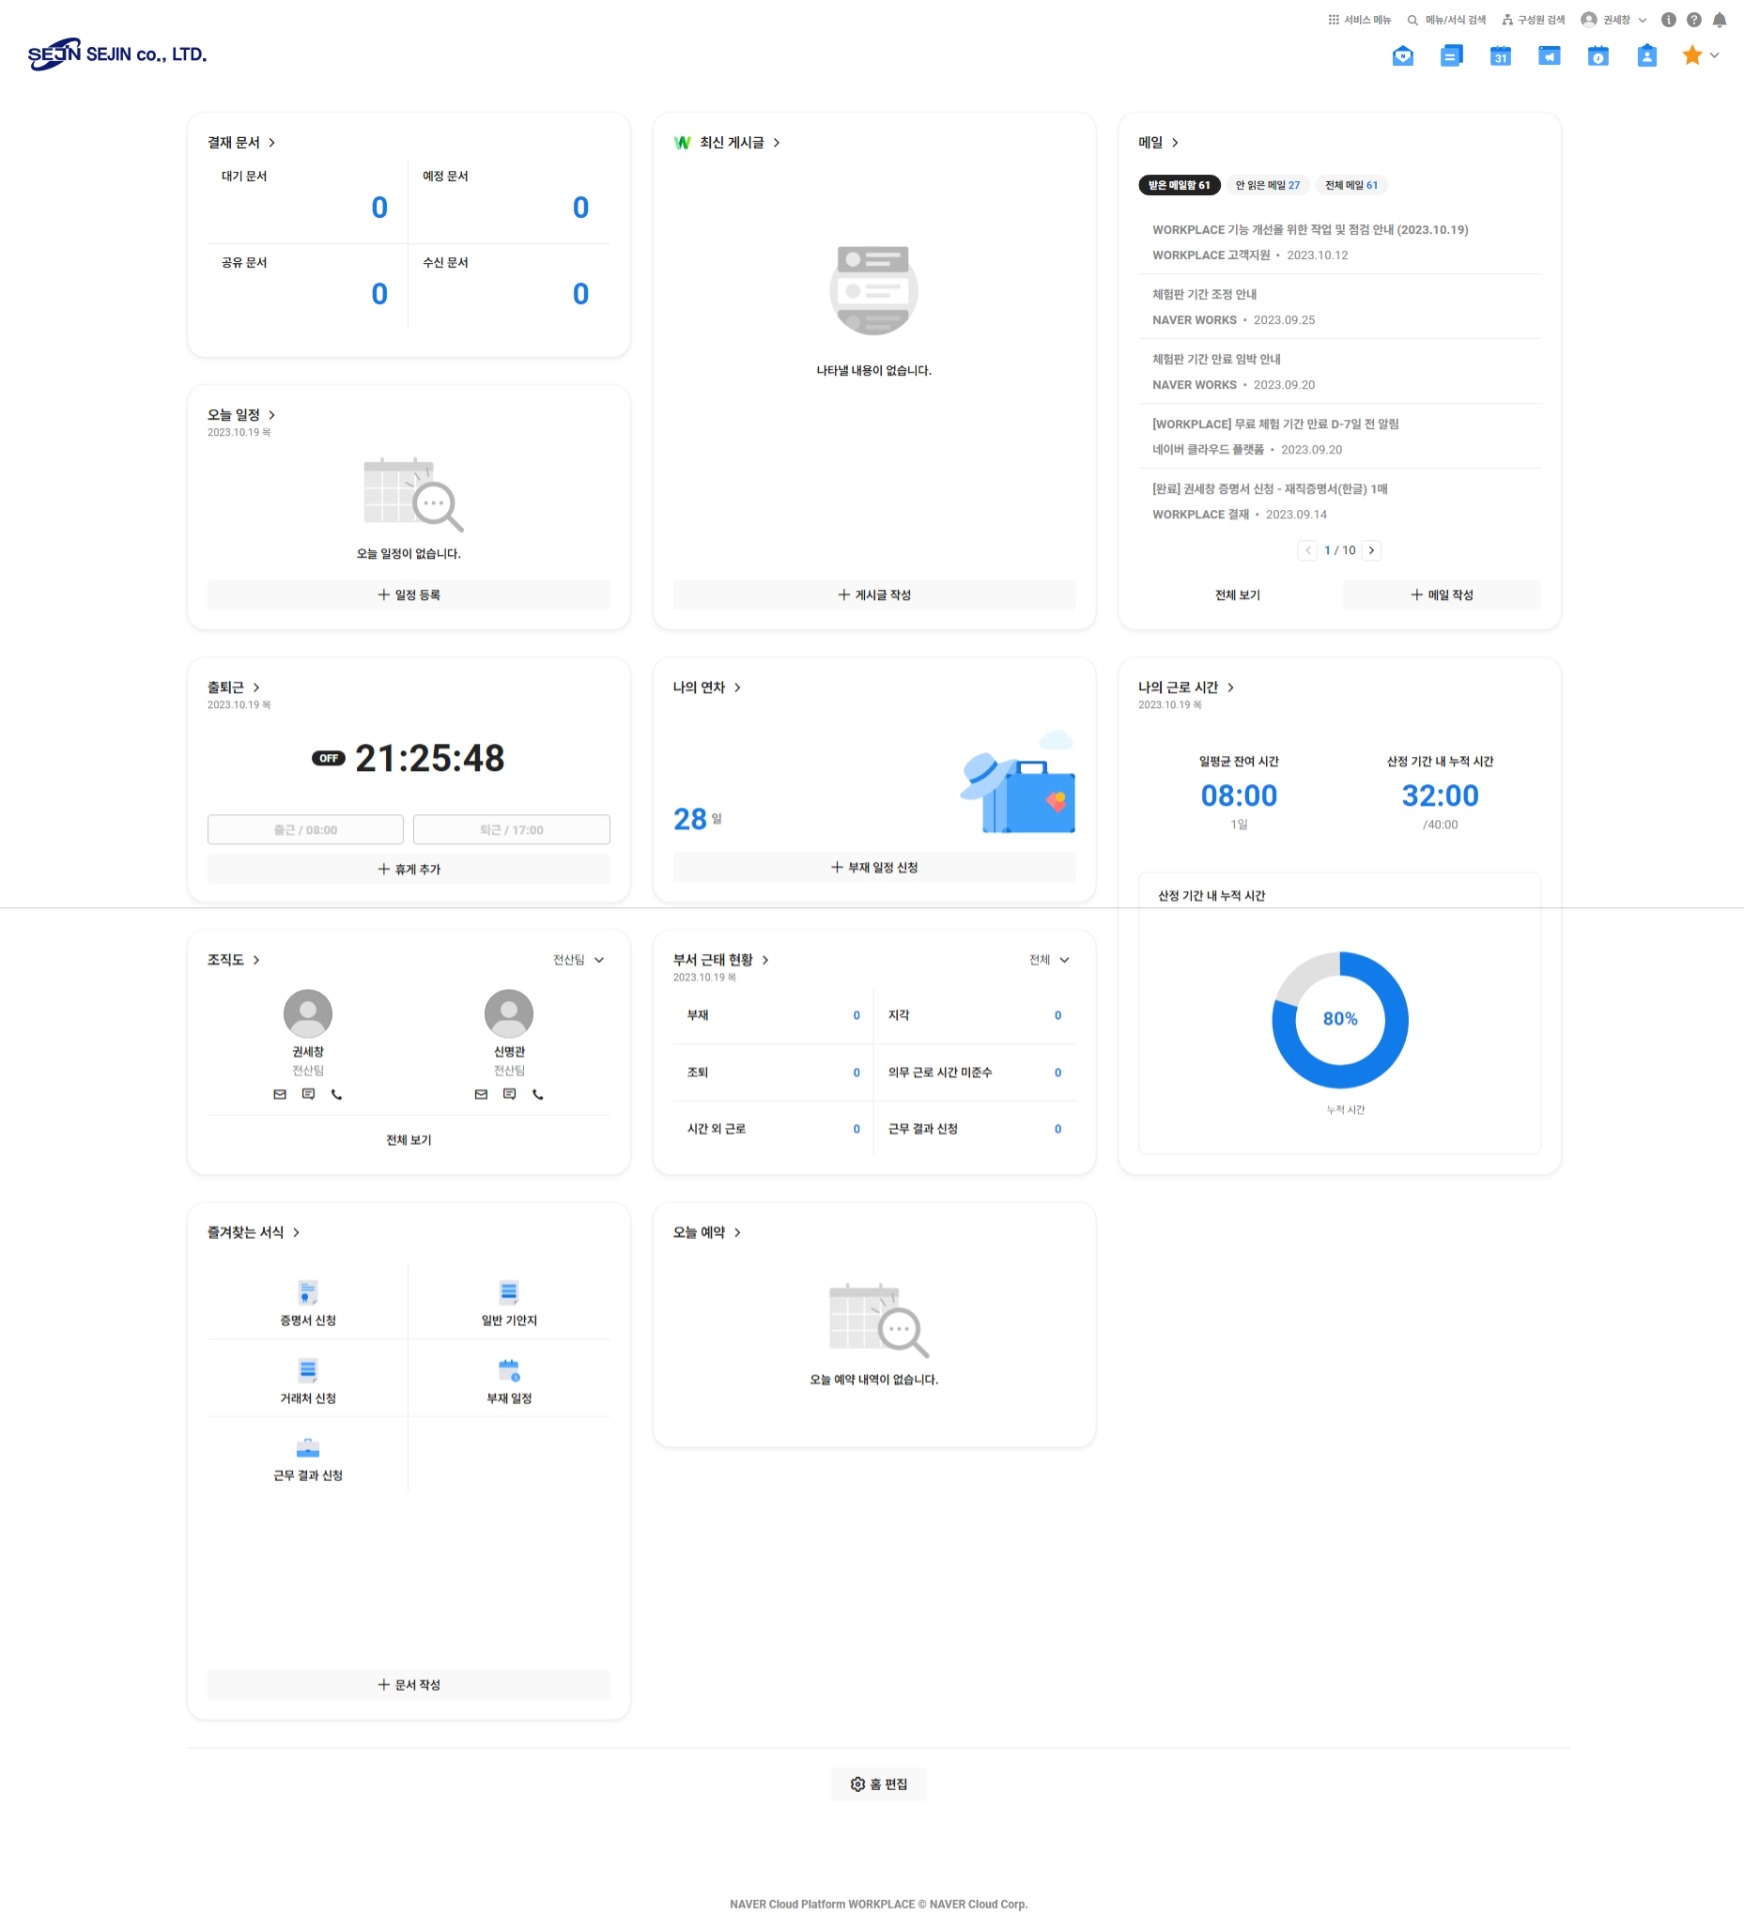 서비스 메뉴
메뉴/서식 검색
구성원 검색
권세창
SEJIN SEJIN co., LTD.
31
결재 문서
대기 문서
0
예정 문서
0
공유 문서
0
수신 문서
0
최신 게시글
나타낼 내용이 없습니다.
게시글 작성
메일
받은 메일함 61
안 읽은 메일 27
전체 메일 61
WORKPLACE 기능 개선을 위한 작업 및 점검 안내 (2023.10.19)
WORKPLACE 고객지원 • 2023.10.12
체험판 기간 조정 안내
NAVER WORKS • 2023.09.25
체험판 기간 만료 임박 안내
NAVER WORKS • 2023.09.20
[WORKPLACE] 무료 체험 기간 만료 D-7일 전 알림
네이버 클라우드 플랫폼 • 2023.09.20
[완료] 권세창 증명서 신청 - 재직증명서(한글) 1매
WORKPLACE 결재 • 2023.09.14
1 / 10
전체 보기
메일 작성
오늘 일정
2023.10.19 목
오늘 일정이 없습니다.
일정 등록
출퇴근
2023.10.19 목
OFF 21:25:48
출근 / 08:00
퇴근 / 17:00
휴게 추가
나의 연차
28 일
부재 일정 신청
나의 근로 시간
2023.10.19 목
일평균 잔여 시간
08:00
1일
산정 기간 내 누적 시간
32:00
/40:00
산정 기간 내 누적 시간
80%
누적 시간
조직도
전산팀
권세창
전산팀
신명관
전산팀
전체 보기
부서 근태 현황
전체
2023.10.19 목
부재 0
지각 0
조퇴 0
의무 근로 시간 미준수 0
시간 외 근로 0
근무 결과 신청 0
즐겨찾는 서식
증명서 신청
일반 기안지
거래처 신청
부재 일정
근무 결과 신청
문서 작성
오늘 예약
오늘 예약 내역이 없습니다.
홈 편집
NAVER Cloud Platform WORKPLACE © NAVER Cloud Corp.